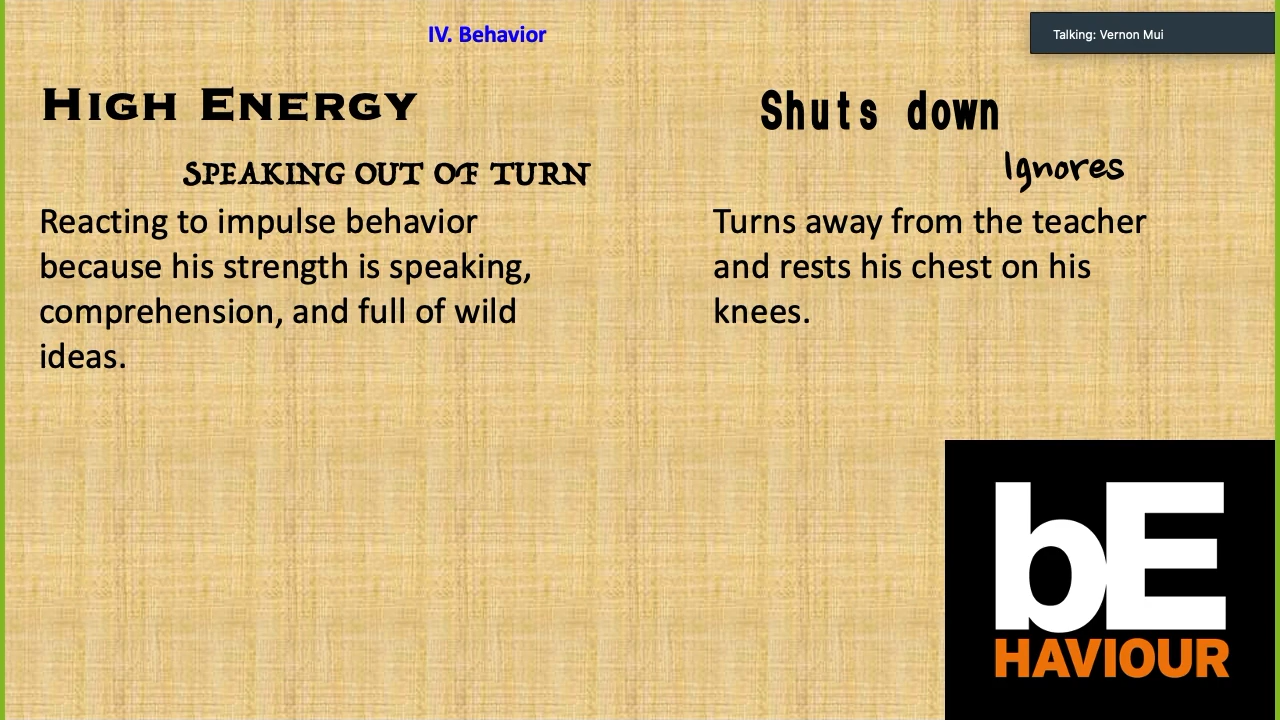 IV. Behavior
Talking: Vernon Mui
HIGH ENERGY
SPEAKING OUT OF TURN
Reacting to impulse behavior
because his strength is speaking,
comprehension, and full of wild
ideas.
Shuts down
Ignores
Turns away from the teacher
and rests his chest on his
knees.
bE
HAVIOUR